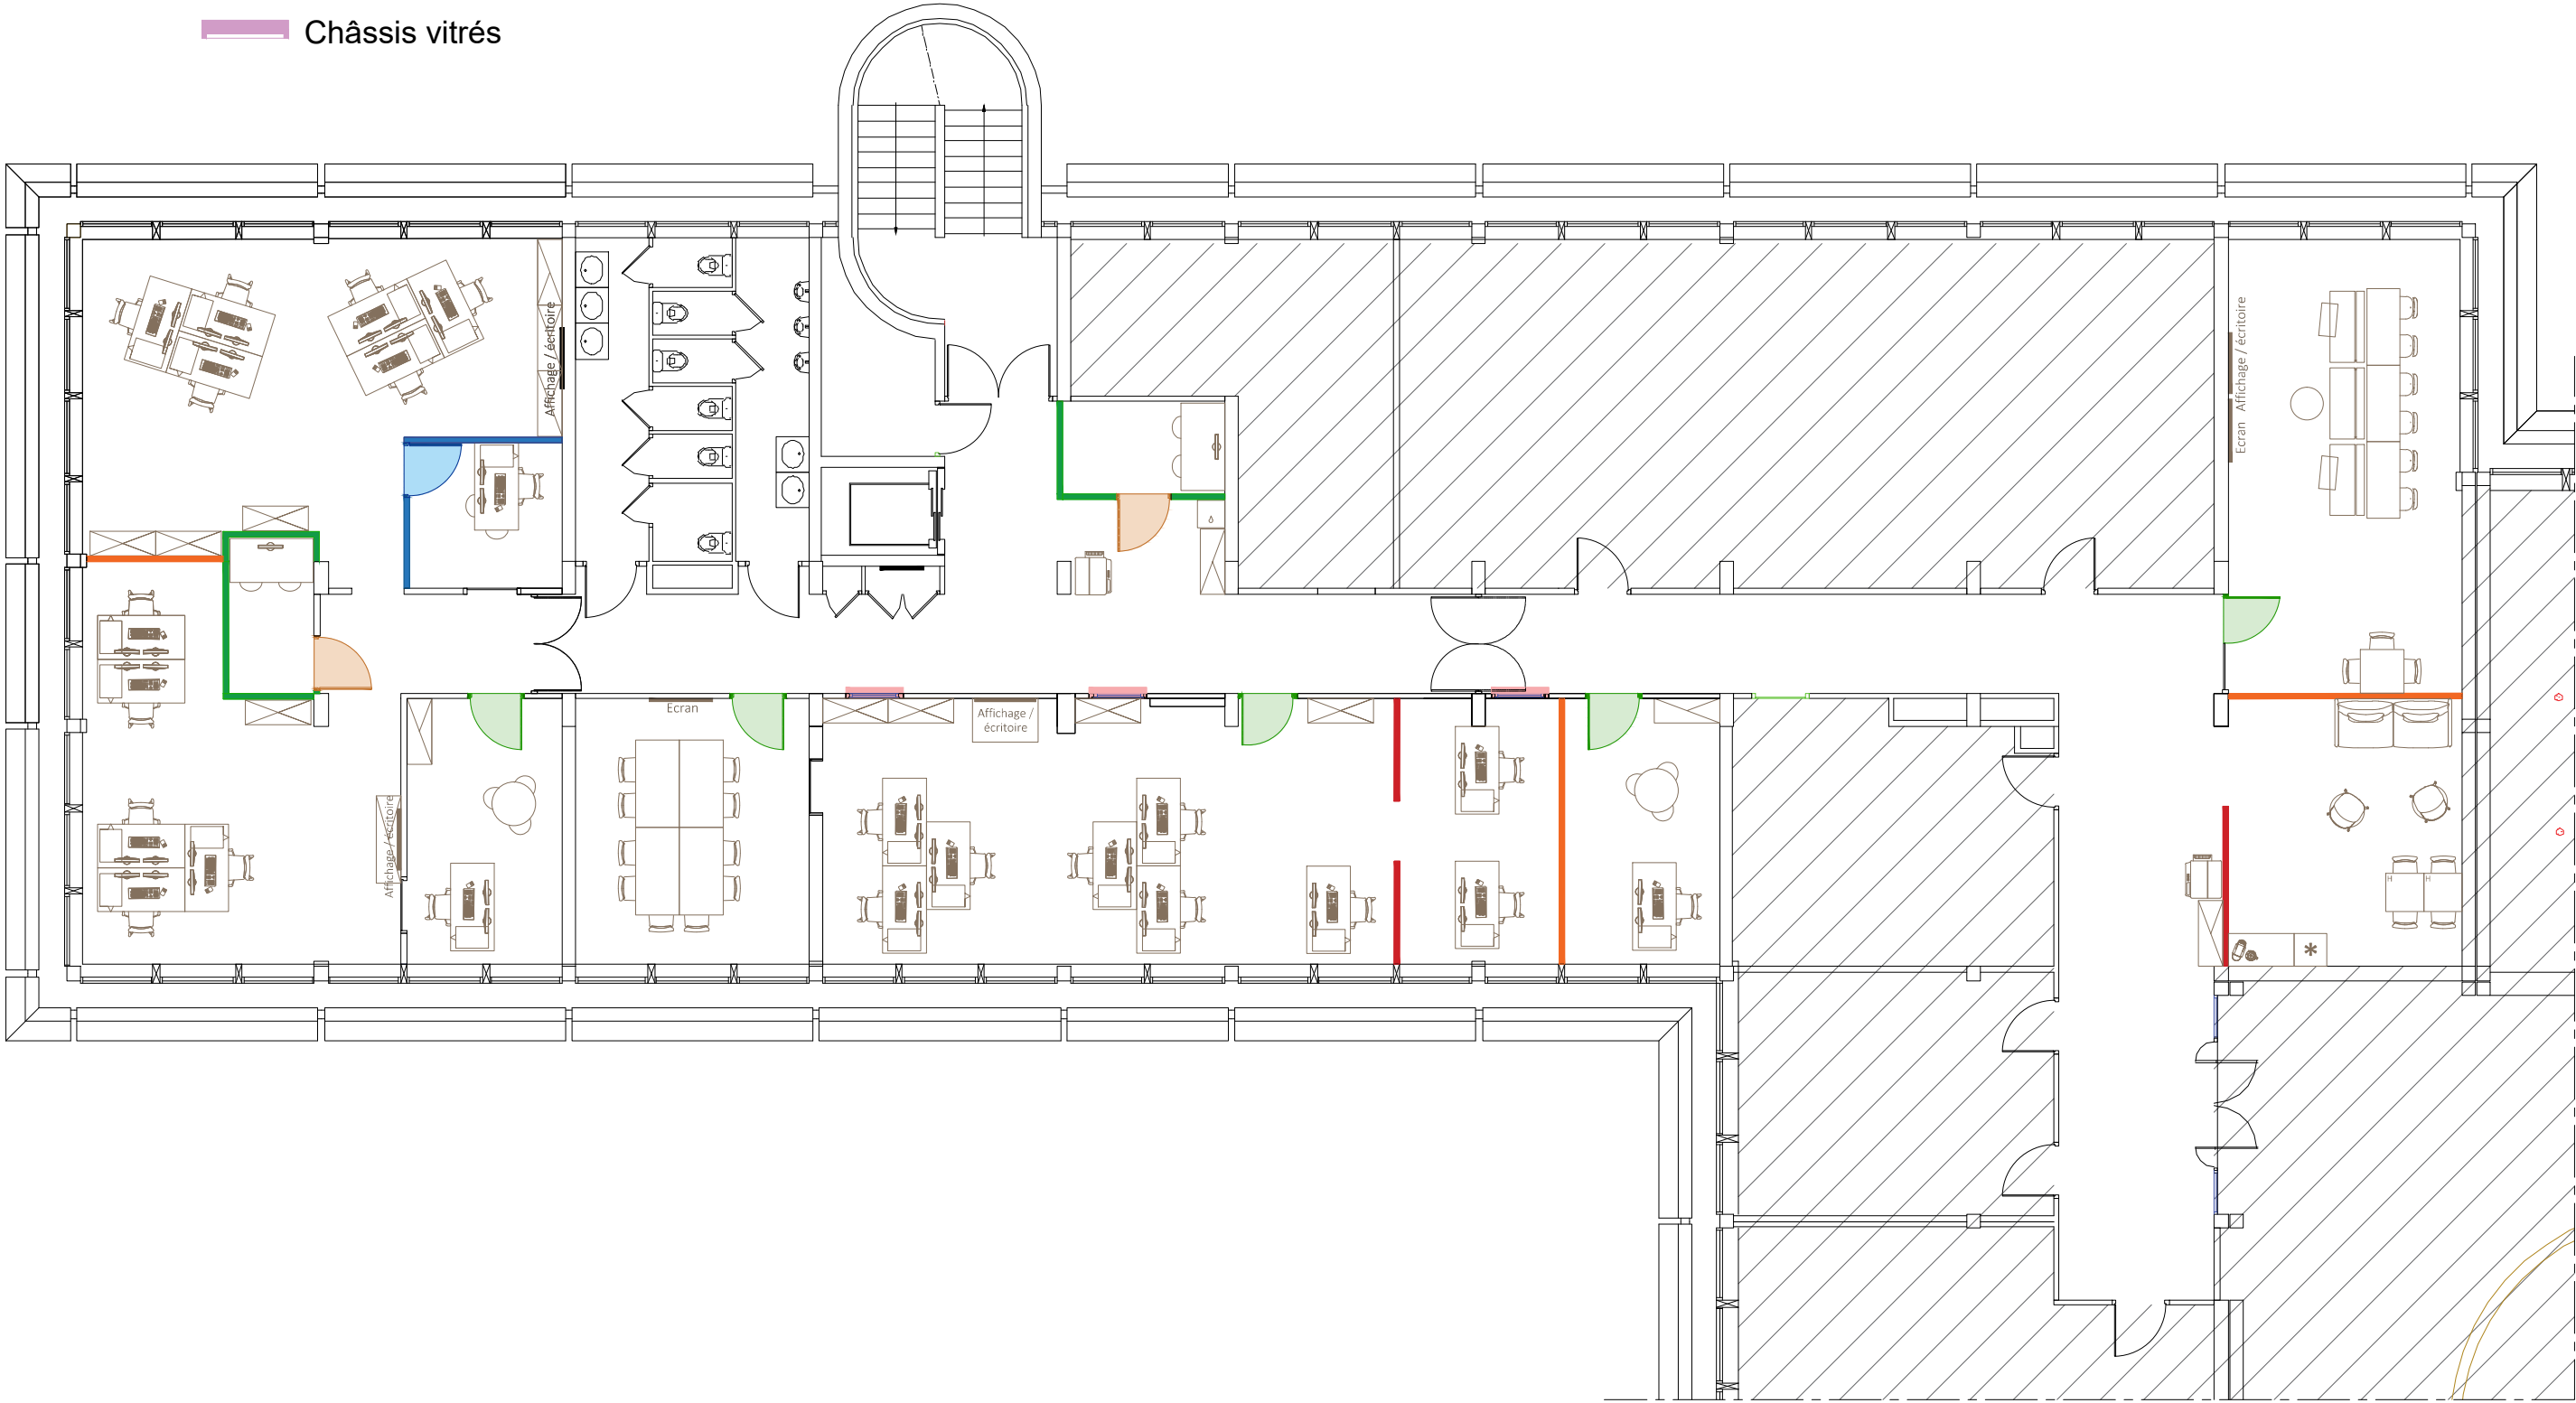 Châssis vitrés
Affichage / écritoire
Ecran Affichage / écritoire
Ecran
Affichage /
écritoire
Affichage / écritoire